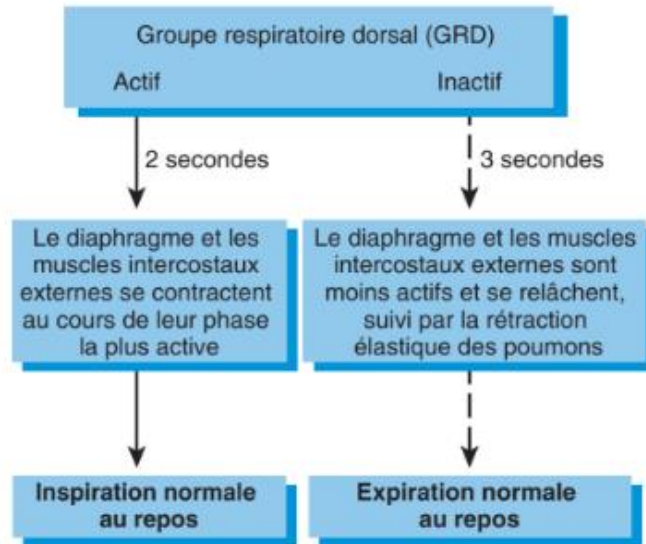 Groupe respiratoire dorsal (GRD)
Actif
Inactif
2 secondes
3 secondes
Le diaphragme et les
muscles intercostaux
externes se contractent
au cours de leur phase
la plus active
Le diaphragme et les muscles
intercostaux externes sont
moins actifs et se relâchent,
suivi par la rétraction
élastique des poumons
Inspiration normale
au repos
Expiration normale
au repos